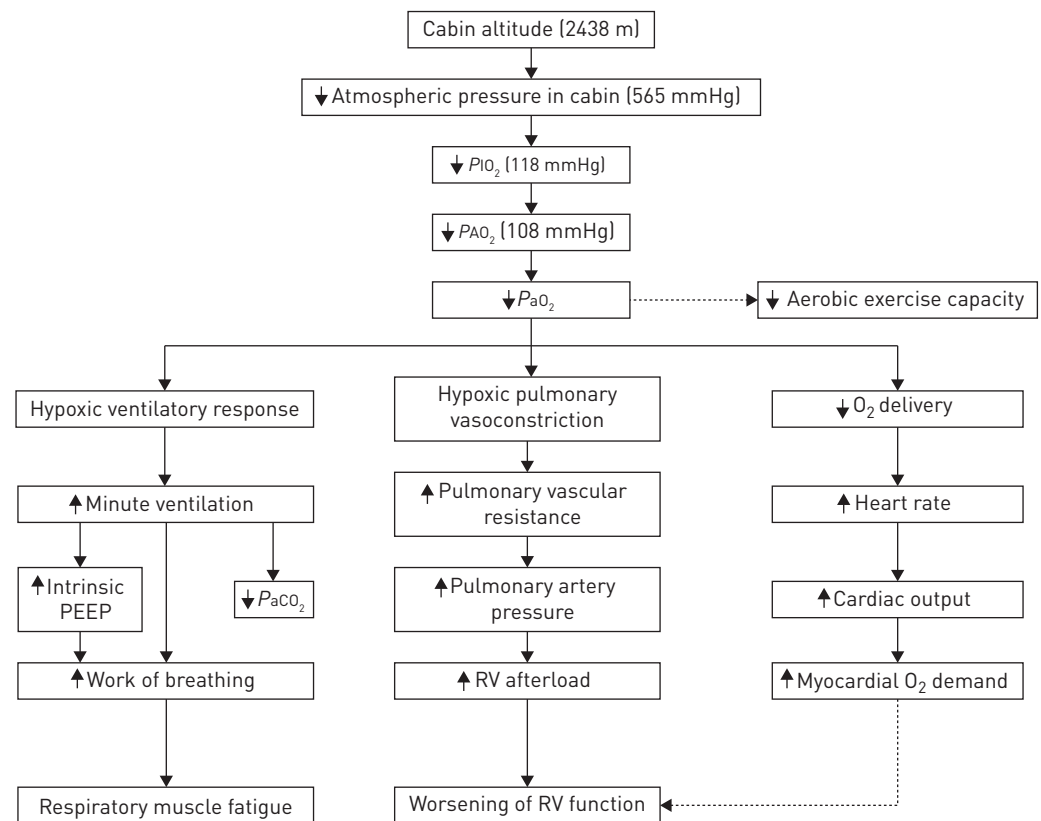 Cabin altitude (2438 m)
↓ Atmospheric pressure in cabin (565 mmHg)
↓ PIO₂ (118 mmHg)
↓ PAO₂ (108 mmHg)
↓ PaO₂
↓ Aerobic exercise capacity
Hypoxic ventilatory response
Hypoxic pulmonary
vasoconstriction
↓ O₂ delivery
↑ Minute ventilation
↑ Pulmonary vascular
resistance
↑ Heart rate
↑ Intrinsic
PEEP
↓ PaCO₂
↑ Pulmonary artery
pressure
↑ Cardiac output
↑ Work of breathing
↑ RV afterload
↑ Myocardial O₂ demand
Respiratory muscle fatigue
Worsening of RV function